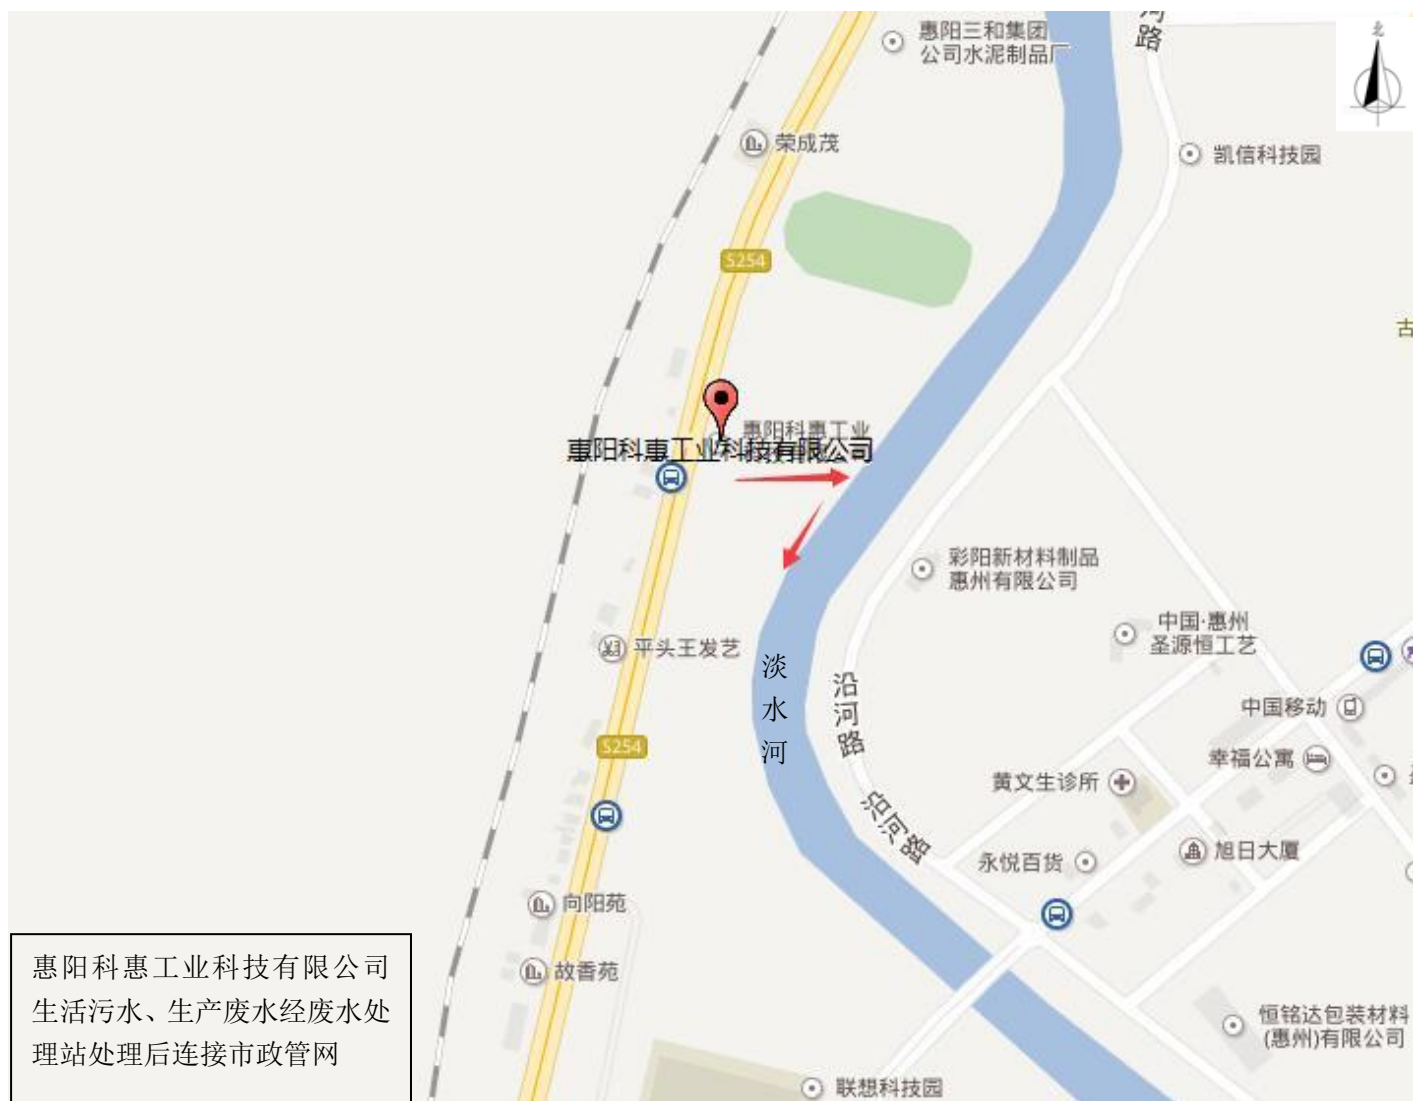 河路
北
惠阳三和集团
公司水泥制品厂
荣成茂
凯信科技园
S254
古
惠阳科惠工业
惠阳科惠工业科技有限公司
彩阳新材料制品
惠州有限公司
中国·惠州
圣源恒工艺
平头王发艺
淡水河
沿河路
中国移动
S254
幸福公寓
黄文生诊所
沿河路
旭日大厦
永悦百货
向阳苑
故香苑
惠阳科惠工业科技有限公司
生活污水、生产废水经废水处
理站处理后连接市政管网
恒铭达包装材料
(惠州)有限公司
联想科技园